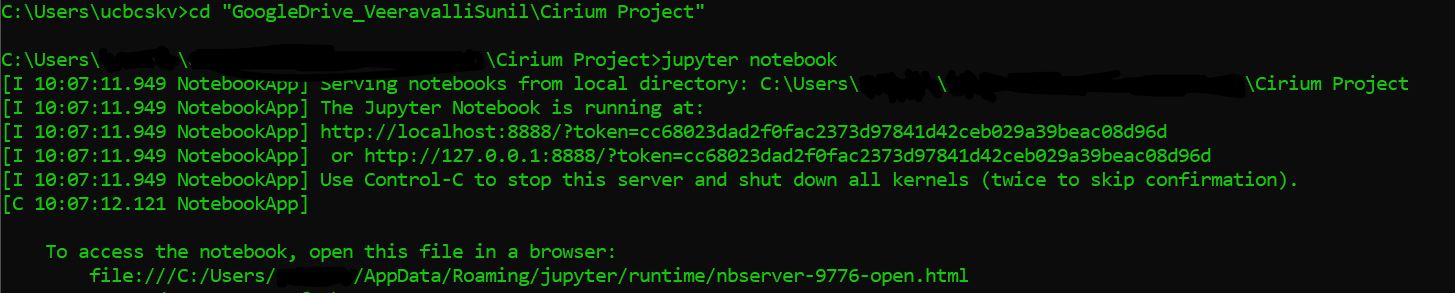 C:\Users\ucbcskv>cd "GoogleDrive_VeeravalliSunil\Cirium Project"
C:\Users\ \ \Cirium Project>jupyter notebook
[I 10:07:11.949 NotebookApp] Serving notebooks from local directory: C:\Users\ \ \Cirium Project
[I 10:07:11.949 NotebookApp] The Jupyter Notebook is running at:
[I 10:07:11.949 NotebookApp] http://localhost:8888/?token=cc68023dad2f0fac2373d97841d42ceb029a39beac08d96d
[I 10:07:11.949 NotebookApp]  or http://127.0.0.1:8888/?token=cc68023dad2f0fac2373d97841d42ceb029a39beac08d96d
[I 10:07:11.949 NotebookApp] Use Control-C to stop this server and shut down all kernels (twice to skip confirmation).
[C 10:07:12.121 NotebookApp]
To access the notebook, open this file in a browser:
file:///C:/Users/ /AppData/Roaming/jupyter/runtime/nbserver-9776-open.html